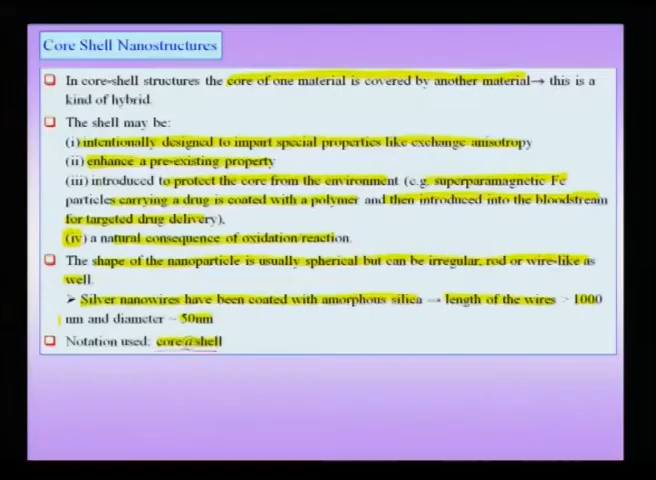 Core Shell Nanostructures
In core-shell structures the core of one material is covered by another material→ this is a
kind of hybrid.
The shell may be:
(i) intentionally designed to impart special properties like exchange anisotropy
(ii) enhance a pre-existing property
(iii) introduced to protect the core from the environment (e.g. superparamagnetic Fe
particles carrying a drug is coated with a polymer and then introduced into the bloodstream
for targeted drug delivery).
(iv) a natural consequence of oxidation/reaction.
The shape of the nanoparticle is usually spherical but can be irregular, rod or wire-like as
well.
➤ Silver nanowires have been coated with amorphous silica → length of the wires > 1000
nm and diameter ~ 50nm
Notation used: core@shell